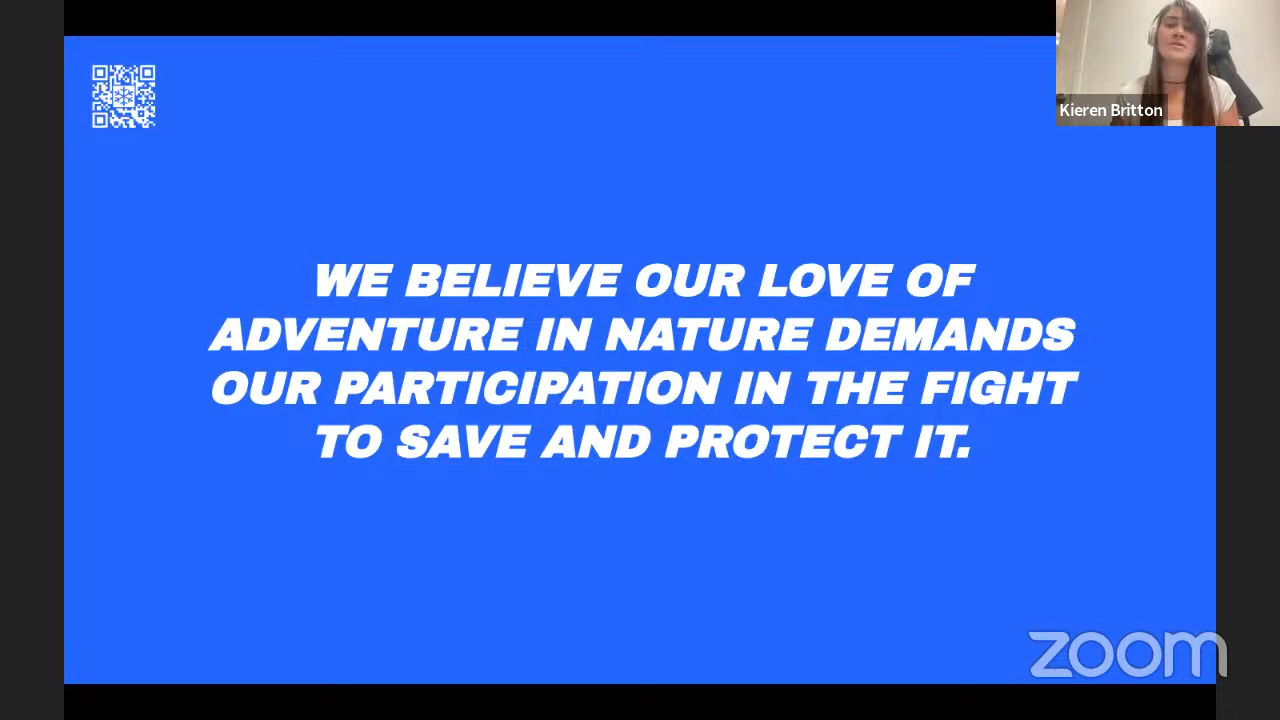 Kieren Britton
WE BELIEVE OUR LOVE OF
ADVENTURE IN NATURE DEMANDS
OUR PARTICIPATION IN THE FIGHT
TO SAVE AND PROTECT IT.
zoom